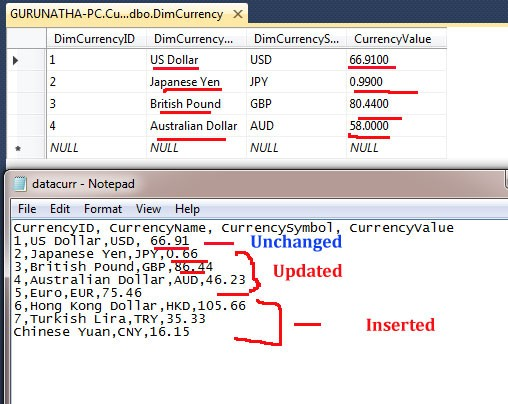 GURUNATHA-PC.Cu...dbo.DimCurrency
DimCurrencyID DimCurrency... DimCurrencyS... CurrencyValue
1 US Dollar USD 66.9100
2 Japanese Yen JPY 0.9900
3 British Pound GBP 80.4400
4 Australian Dollar AUD 58.0000
NULL NULL NULL NULL
datacurr - Notepad
File Edit Format View Help
CurrencyID, CurrencyName, CurrencySymbol, CurrencyValue
1,US Dollar,USD, 66.91 Unchanged
2,Japanese Yen,JPY,0.66
3,British Pound,GBP,86.44 Updated
4,Australian Dollar,AUD,46.23
5,Euro,EUR,75.46
6,Hong Kong Dollar,HKD,105.66
7,Turkish Lira,TRY,35.33 Inserted
Chinese Yuan,CNY,16.15